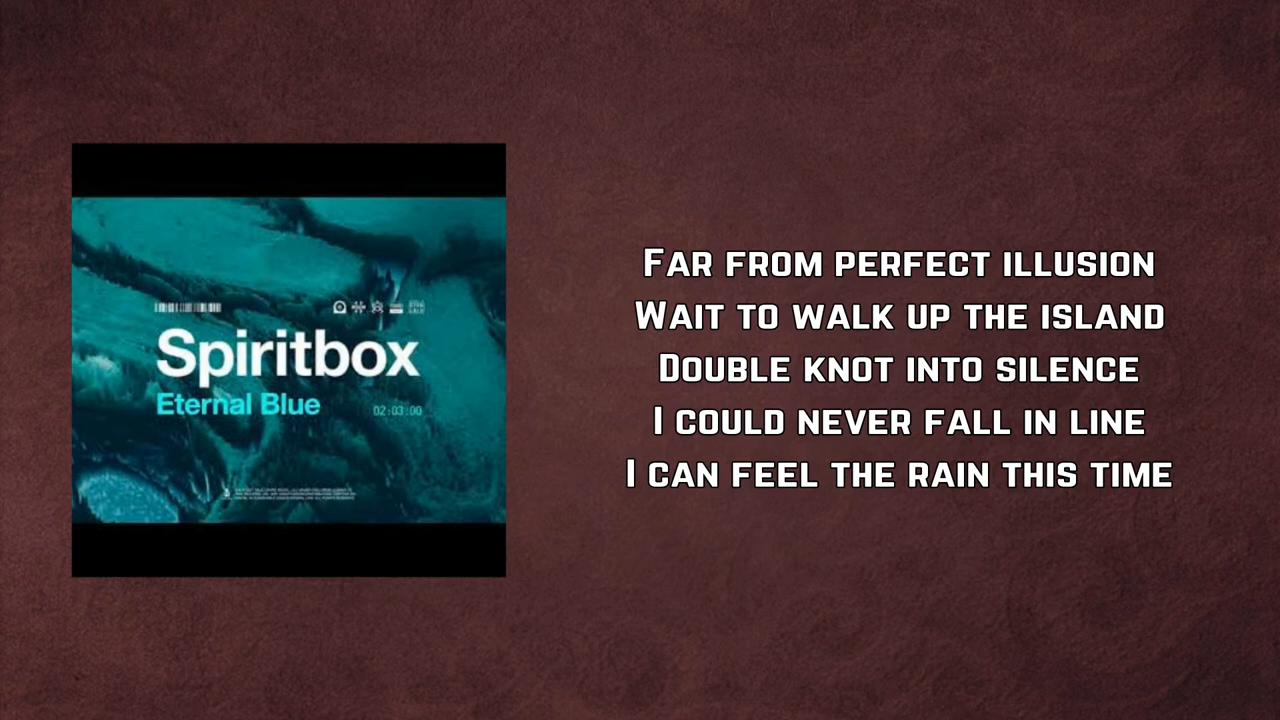 Spiritbox
Eternal Blue
02:03:00
Far from perfect illusion
Wait to walk up the island
Double knot into silence
I could never fall in line
I can feel the rain this time